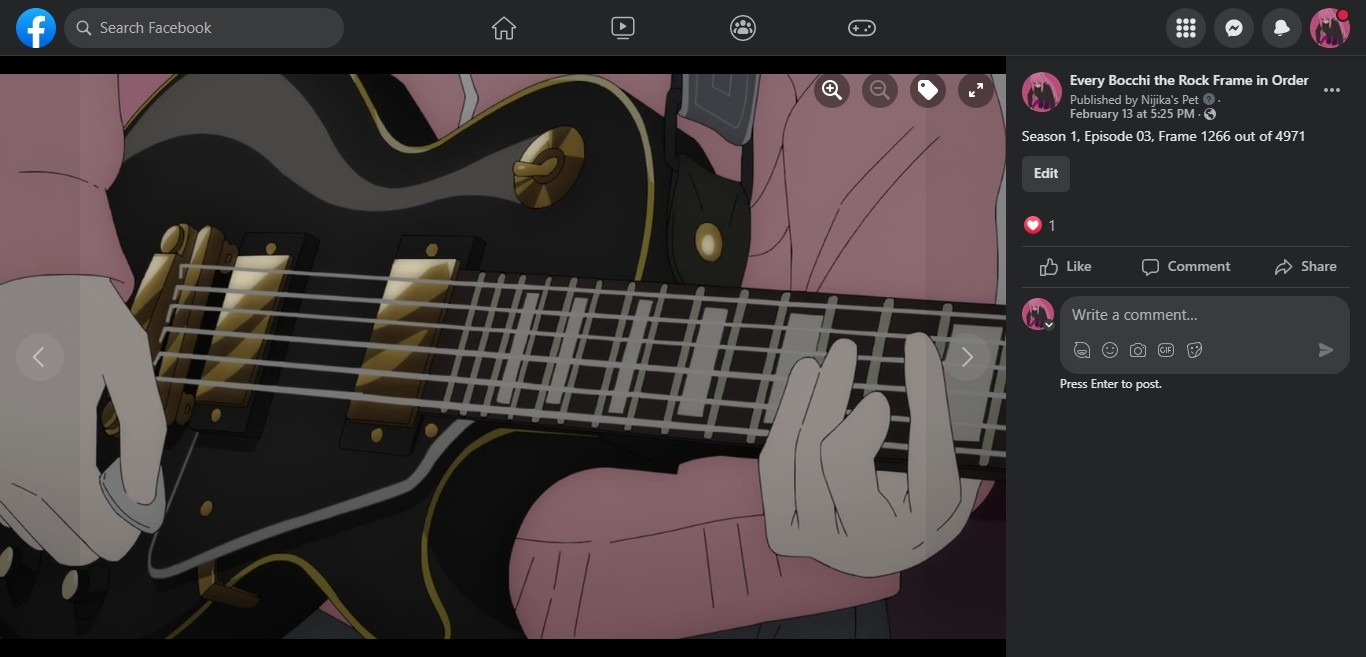 Search Facebook
Every Bocchi the Rock Frame in Order
Published by Nijika's Pet ·
February 13 at 5:25 PM ·
Season 1, Episode 03, Frame 1266 out of 4971
Edit
1
Like
Comment
Share
Write a comment...
GIF
Press Enter to post.